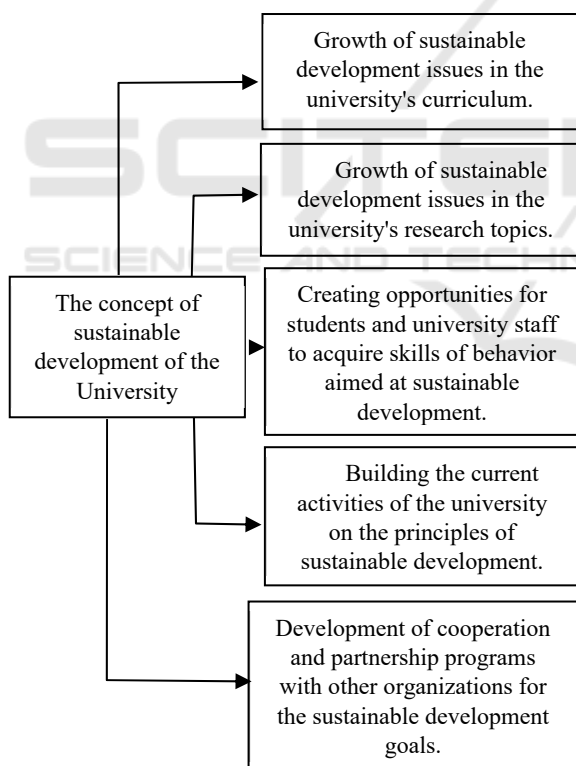 Growth of sustainable
development issues in the
university's curriculum.
Growth of sustainable
development issues in the
university's research topics.
The concept of
sustainable
development of the
University
Creating opportunities for
students and university staff
to acquire skills of behavior
aimed at sustainable
development.
Building the current
activities of the university
on the principles of
sustainable development.
Development of cooperation
and partnership programs
with other organizations for
the sustainable development
goals.
SCIENCE AND